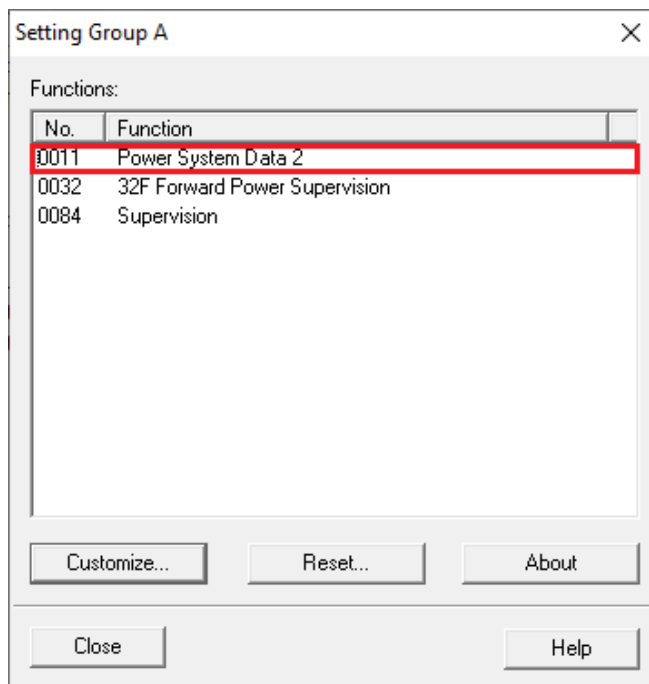 Setting Group A
Functions:
No. Function
0011 Power System Data 2
0032 32F Forward Power Supervision
0084 Supervision
Customize... Reset... About
Close Help